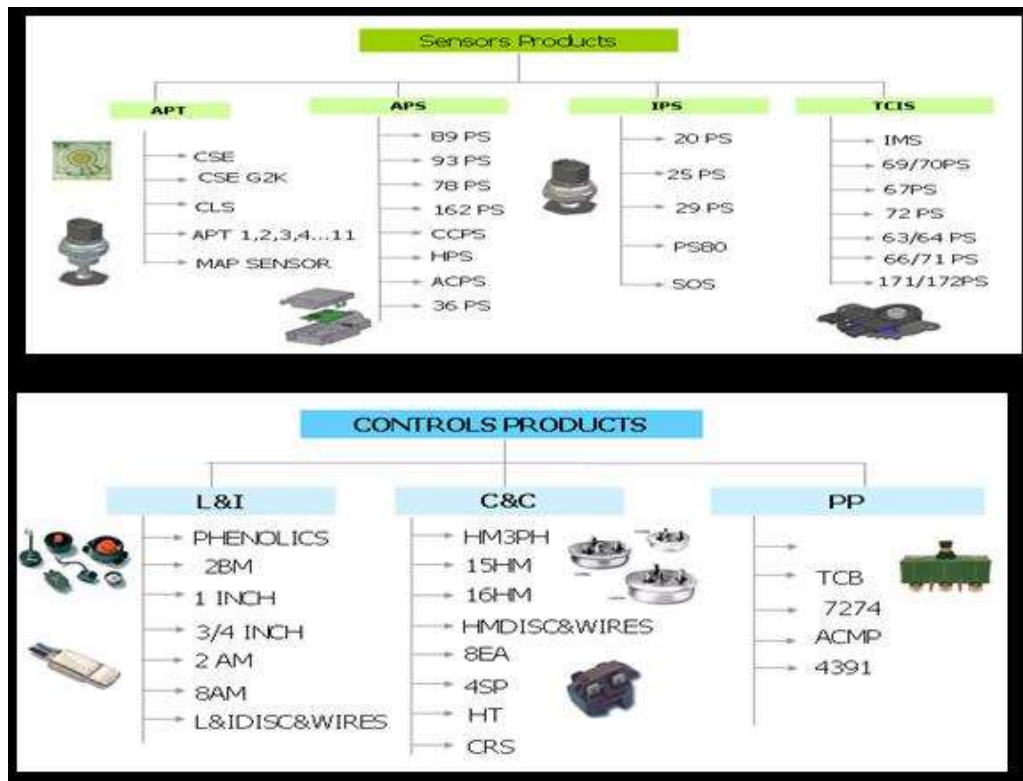 Sensors Products
APT
CSE
CSE G2K
CLS
APT 1,2,3,4...11
MAP SENSOR
APS
89 PS
93 PS
78 PS
162 PS
CCPS
HPS
ACPS
36 PS
IPS
20 PS
25 PS
29 PS
PS80
SOS
TCIS
IMS
69/70PS
67PS
72 PS
63/64 PS
66/71 PS
171/172PS
CONTROLS PRODUCTS
L&I
PHENOLICS
2BM
1 INCH
3/4 INCH
2 AM
8AM
L&IDISC&WIRES
C&C
HM3PH
15HM
16HM
HMDISC&WIRES
8EA
4SP
HT
CRS
PP
TCB
7274
ACMP
4391